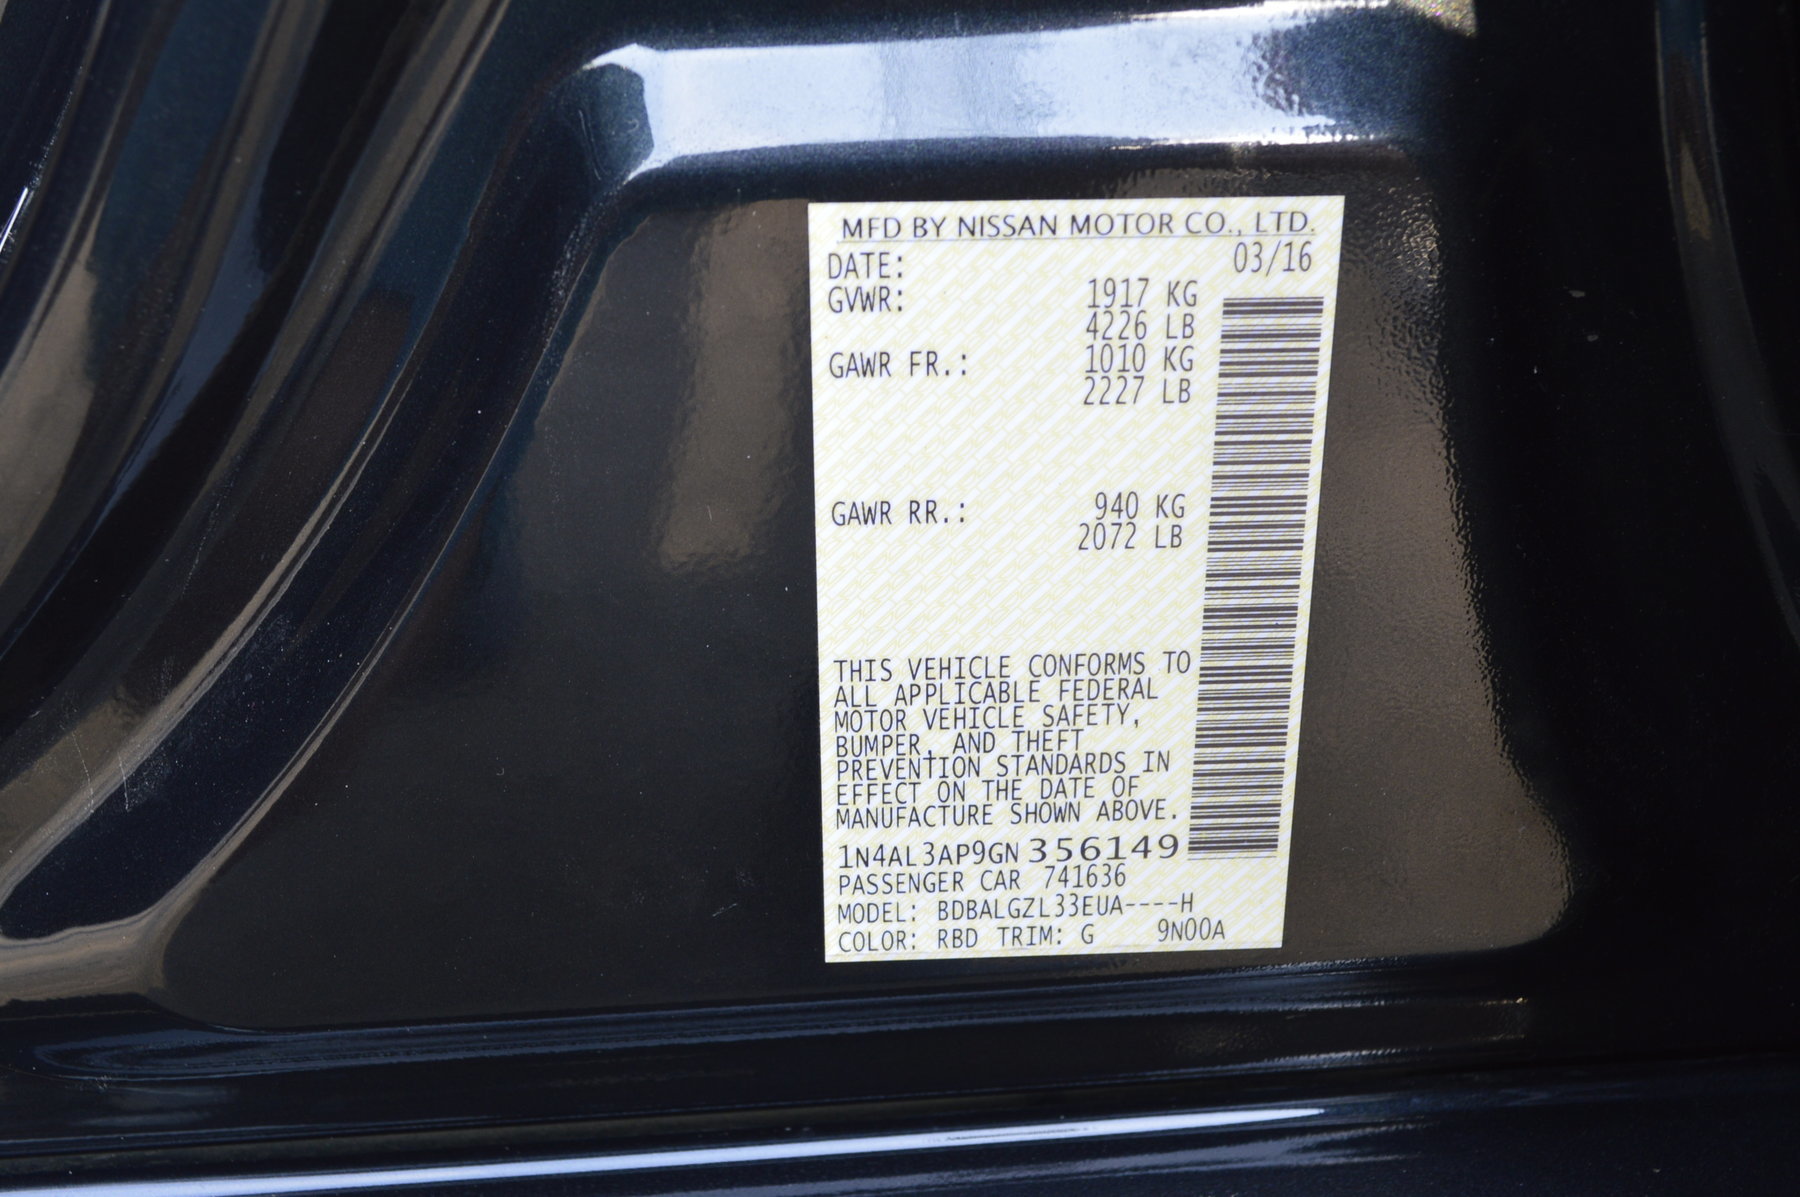 MFD BY NISSAN MOTOR CO., LTD.
DATE: 03/16
GVWR: 1917 KG
4226 LB
GAWR FR.: 1010 KG
2227 LB
GAWR RR.: 940 KG
2072 LB
THIS VEHICLE CONFORMS TO
ALL APPLICABLE FEDERAL
MOTOR VEHICLE SAFETY,
BUMPER, AND THEFT
PREVENTION STANDARDS IN
EFFECT ON THE DATE OF
MANUFACTURE SHOWN ABOVE.
1N4AL3AP9GN356149
PASSENGER CAR 741636
MODEL: BDBALGZL33EUA----H
COLOR: RBD TRIM: G 9N00A